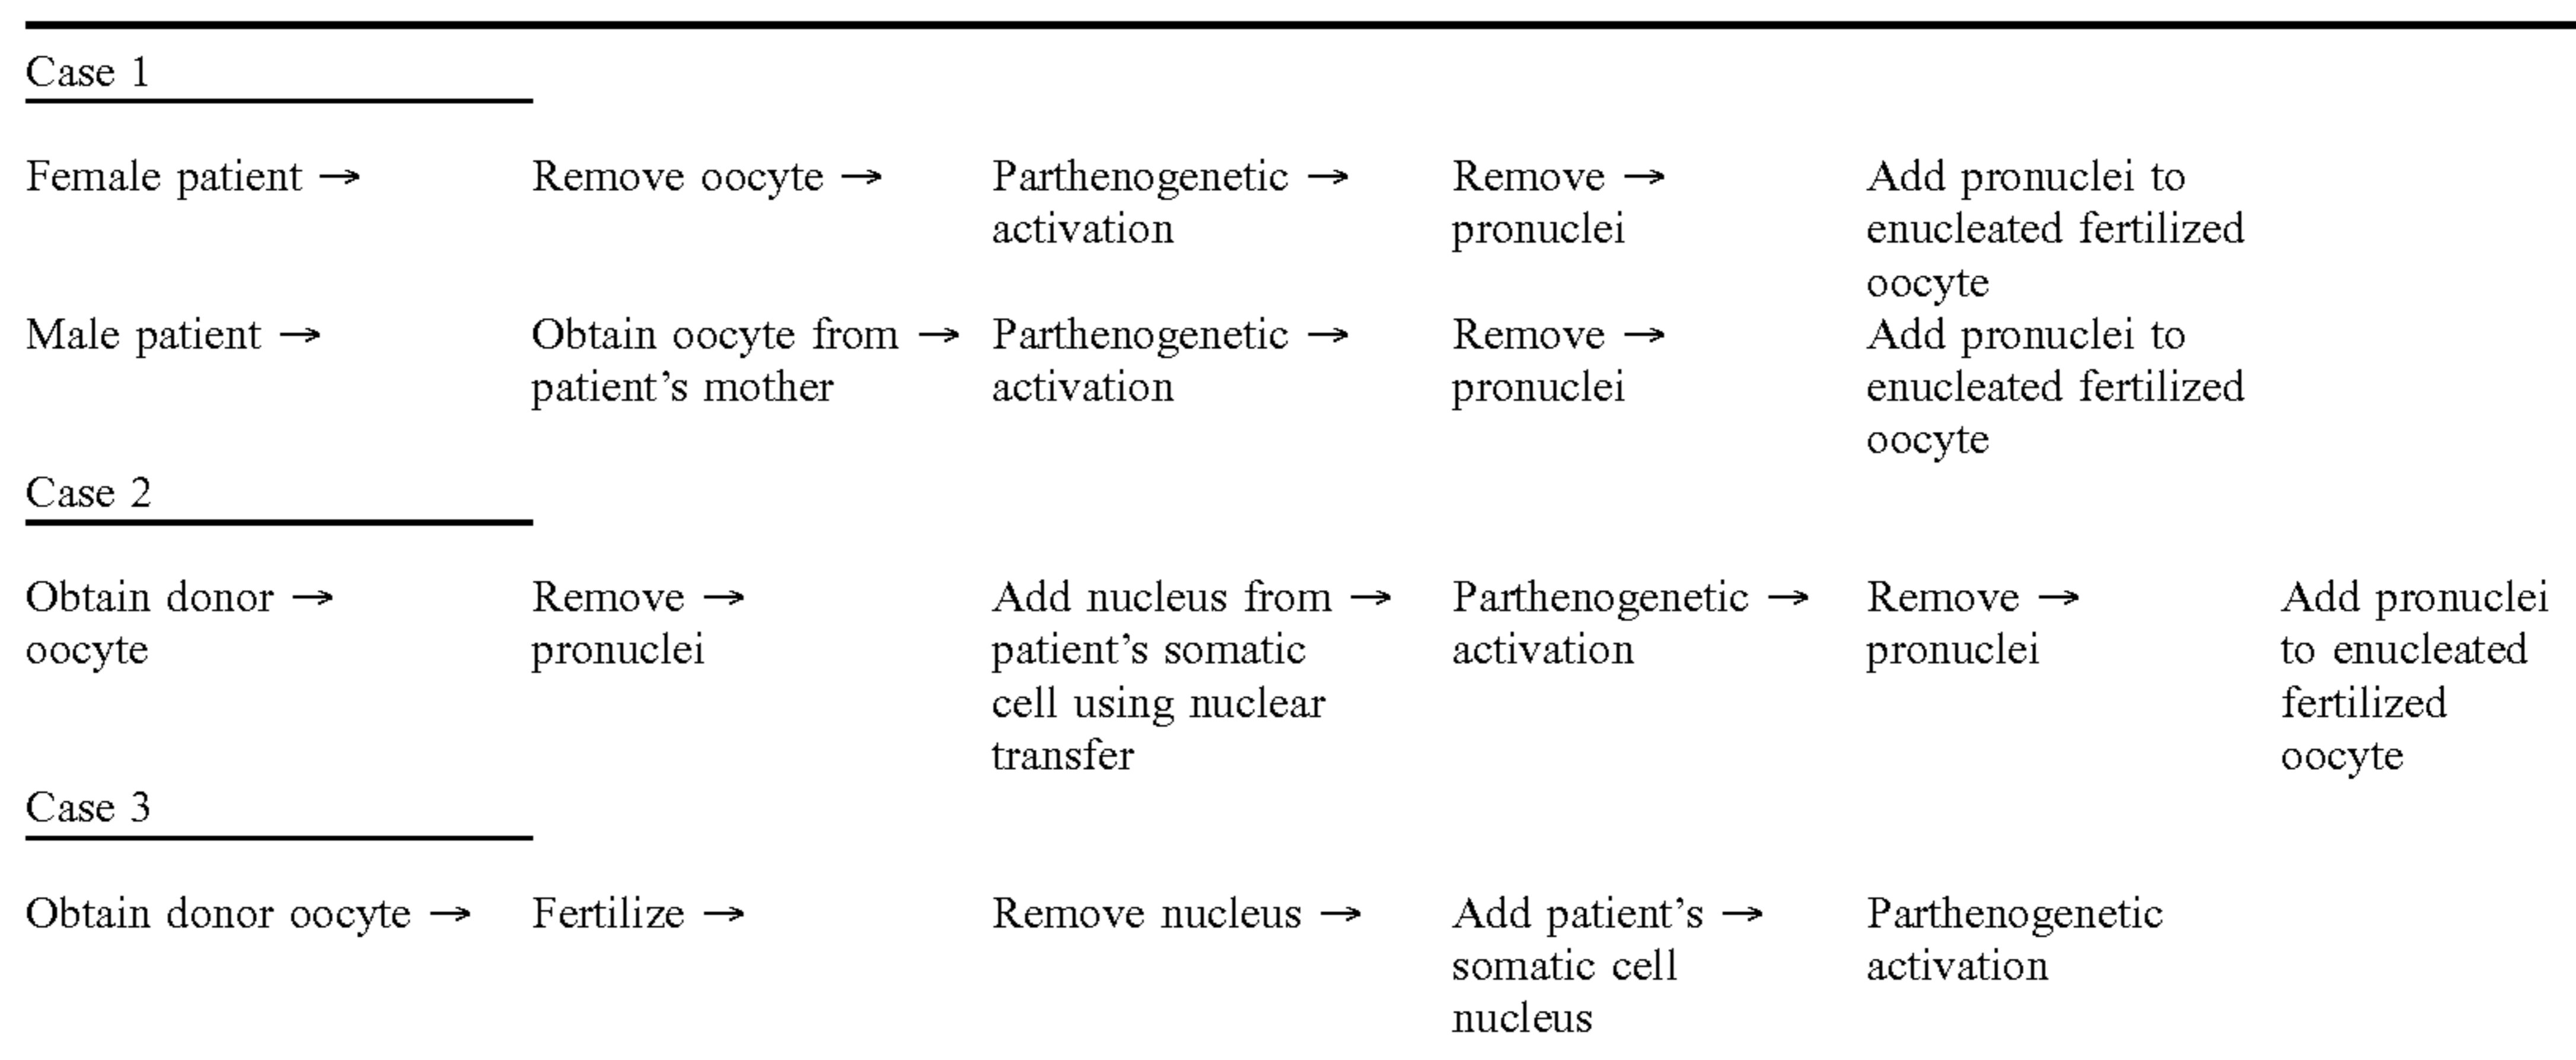 Case 1
Female patient → Remove oocyte → Parthenogenetic → Remove → Add pronuclei to
activation pronuclei enucleated fertilized
oocyte
Male patient → Obtain oocyte from → Parthenogenetic → Remove → Add pronuclei to
patient’s mother activation pronuclei enucleated fertilized
oocyte
Case 2
Obtain donor → Remove → Add nucleus from → Parthenogenetic → Remove → Add pronuclei
oocyte pronuclei patient’s somatic activation pronuclei to enucleated
cell using nuclear fertilized
transfer oocyte
Case 3
Obtain donor oocyte → Fertilize → Remove nucleus → Add patient’s → Parthenogenetic
somatic cell activation
nucleus